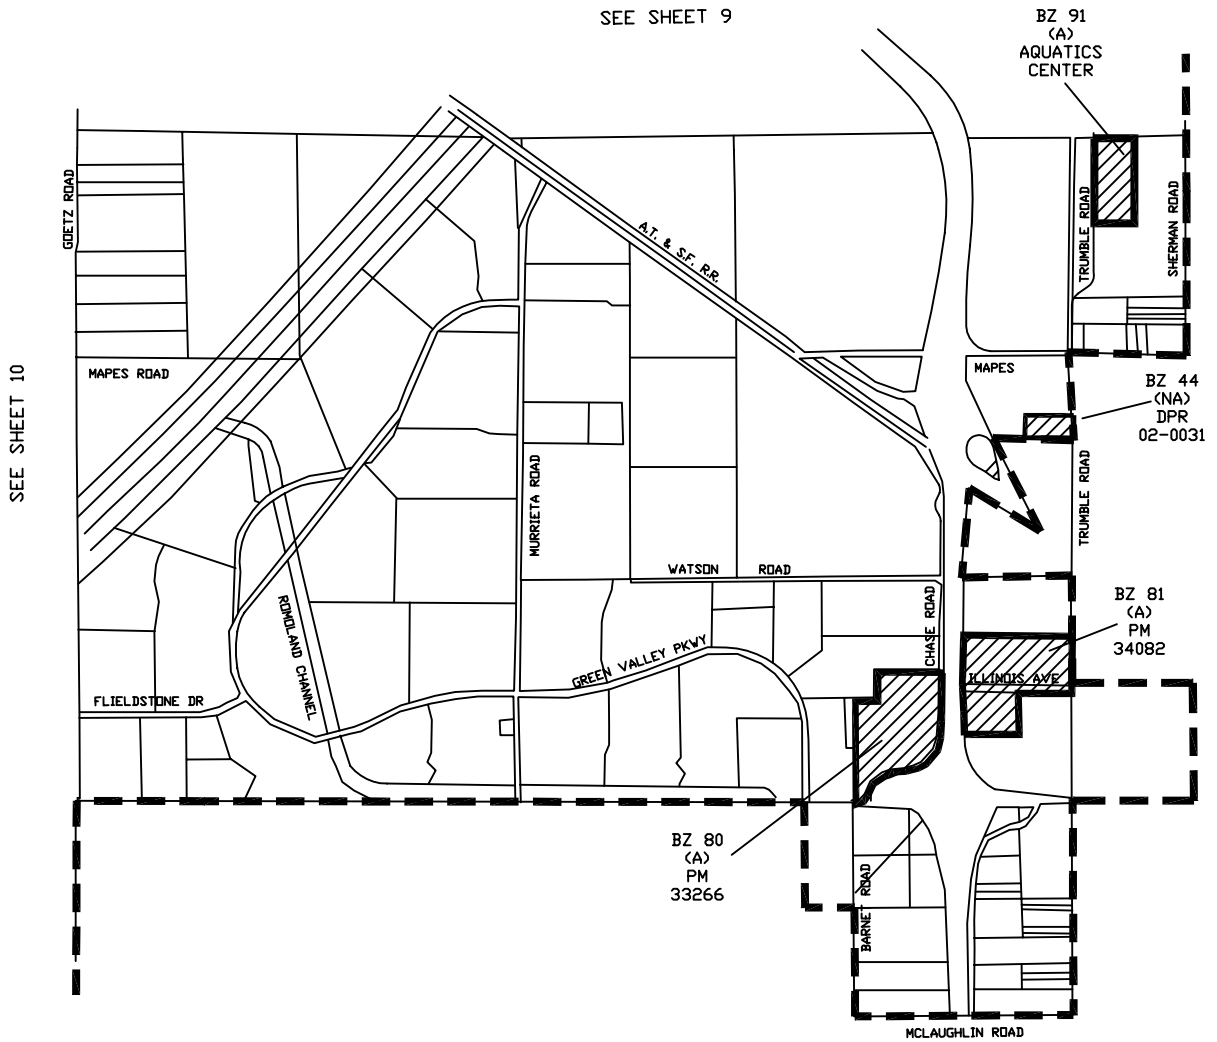 SEE SHEET 9
BZ 91
(A)
AQUATICS
CENTER
GOETZ ROAD
TRUMBLE ROAD
SHERMAN ROAD
A.T. & S.F. R.R.
SEE SHEET 10
MAPES ROAD
MAPES
BZ 44
(NA)
DPR
02-0031
MURRIETA ROAD
TRUMBLE ROAD
WATSON ROAD
ROMOLAND CHANNEL
CHASE ROAD
BZ 81
(A)
PM
34082
GREEN VALLEY PKWY
ILLINOIS AVE
FLIELDSTONE DR
BZ 80
(A)
PM
33266
BARNET ROAD
MCLAUGHLIN ROAD